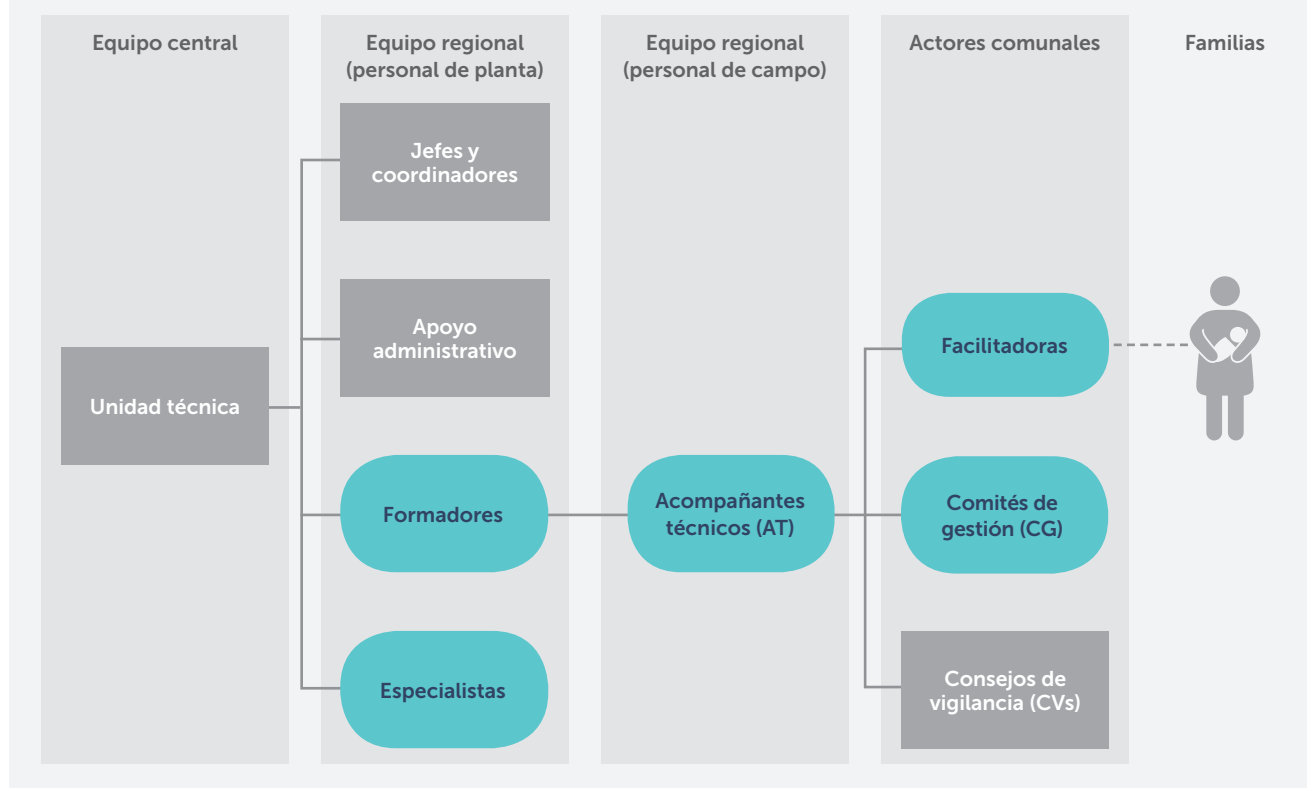 Equipo central
Equipo regional
(personal de planta)
Equipo regional
(personal de campo)
Actores comunales
Familias
Jefes y
coordinadores
Apoyo
administrativo
Facilitadoras
Unidad técnica
Formadores
Acompañantes
técnicos (AT)
Comités de
gestión (CG)
Especialistas
Consejos de
vigilancia (CVs)